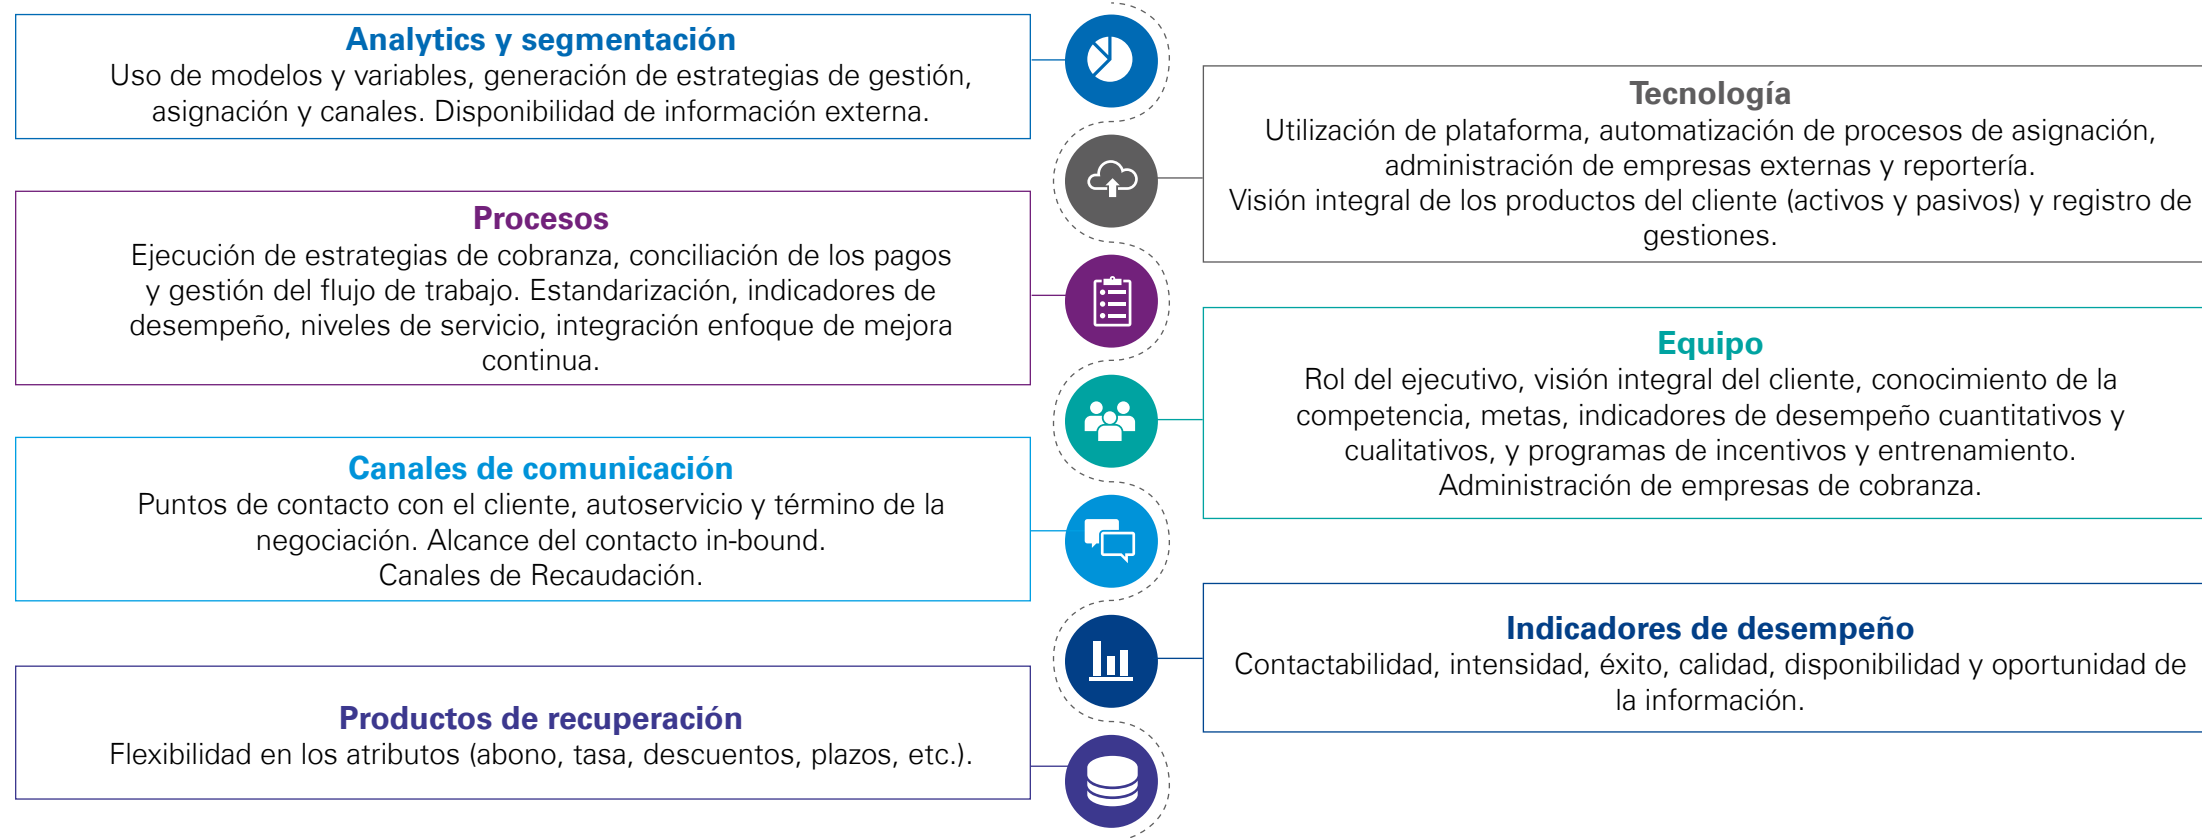 Analytics y segmentación
Uso de modelos y variables, generación de estrategias de gestión,
asignación y canales. Disponibilidad de información externa.
Tecnología
Utilización de plataforma, automatización de procesos de asignación,
administración de empresas externas y reportería.
Visión integral de los productos del cliente (activos y pasivos) y registro de
gestiones.
Procesos
Ejecución de estrategias de cobranza, conciliación de los pagos
y gestión del flujo de trabajo. Estandarización, indicadores de
desempeño, niveles de servicio, integración enfoque de mejora
continua.
Equipo
Rol del ejecutivo, visión integral del cliente, conocimiento de la
competencia, metas, indicadores de desempeño cuantitativos y
cualitativos, y programas de incentivos y entrenamiento.
Administración de empresas de cobranza.
Canales de comunicación
Puntos de contacto con el cliente, autoservicio y término de la
negociación. Alcance del contacto in-bound.
Canales de Recaudación.
Indicadores de desempeño
Contactabilidad, intensidad, éxito, calidad, disponibilidad y oportunidad de
la información.
Productos de recuperación
Flexibilidad en los atributos (abono, tasa, descuentos, plazos, etc.).